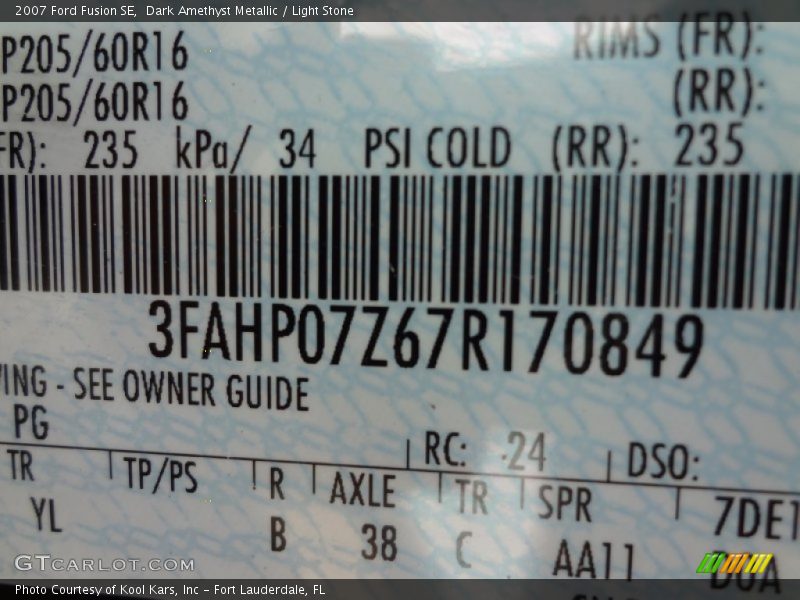 2007 Ford Fusion SE, Dark Amethyst Metallic / Light Stone
P205/60R16 RIMS (FR):
P205/60R16 (RR):
FR): 235 kPa/ 34 PSI COLD (RR): 235
3FAHP07Z67R170849
ING - SEE OWNER GUIDE
PG RC: 24 DSO:
TR TP/PS R AXLE TR SPR 7DE1
YL B 38 C AA11
GTCARLOT.COM
Photo Courtesy of Kool Kars, Inc – Fort Lauderdale, FL